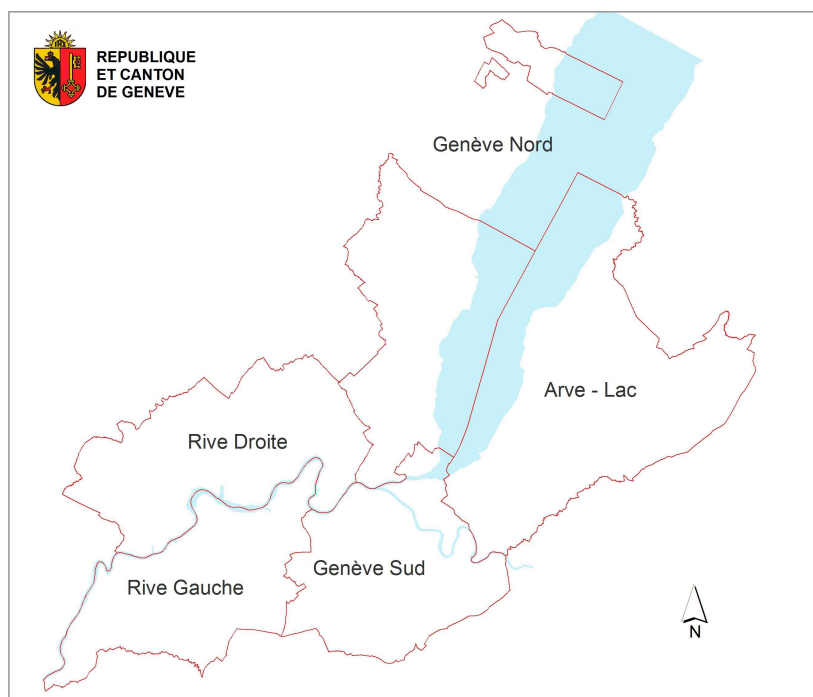 REPUBLIQUE
ET CANTON
DE GENEVE
Genève Nord
Arve - Lac
Rive Droite
Genève Sud
Rive Gauche
N